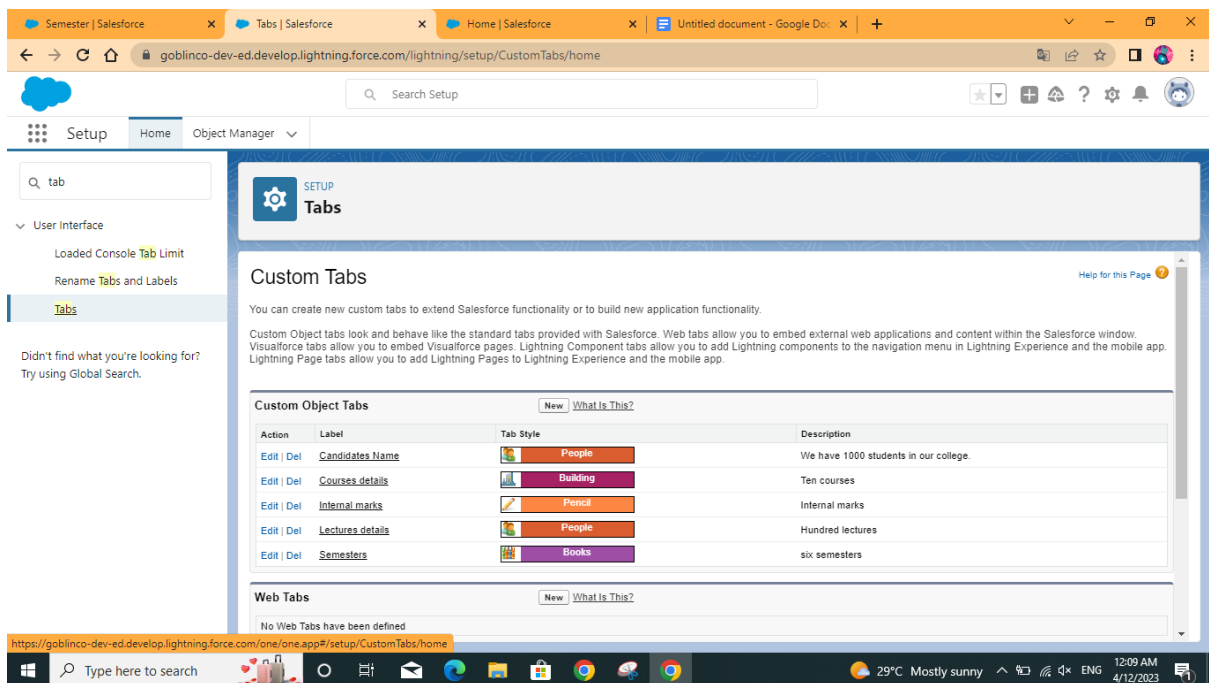 Semester | Salesforce
Tabs | Salesforce
Home | Salesforce
Untitled document - Google Doc
goblinco-dev-ed.develop.lightning.force.com/lightning/setup/CustomTabs/home
Search Setup
Setup
Home
Object Manager
tab
User Interface
Loaded Console Tab Limit
Rename Tabs and Labels
Tabs
Didn't find what you're looking for?
Try using Global Search.
SETUP
Tabs
Custom Tabs
Help for this Page
You can create new custom tabs to extend Salesforce functionality or to build new application functionality.
Custom Object tabs look and behave like the standard tabs provided with Salesforce. Web tabs allow you to embed external web applications and content within the Salesforce window.
Visualforce tabs allow you to embed Visualforce pages. Lightning Component tabs allow you to add Lightning components to the navigation menu in Lightning Experience and the mobile app.
Lightning Page tabs allow you to add Lightning Pages to Lightning Experience and the mobile app.
Custom Object Tabs New What Is This?
Action Label Tab Style Description
Edit | Del Candidates Name People We have 1000 students in our college.
Edit | Del Courses details Building Ten courses
Edit | Del Internal marks Pencil Internal marks
Edit | Del Lectures details People Hundred lectures
Edit | Del Semesters Books six semesters
Web Tabs New What Is This?
No Web Tabs have been defined
https://goblinco-dev-ed.develop.lightning.force.com/one/one.app#/setup/CustomTabs/home
Type here to search
29°C Mostly sunny
ENG
12:09 AM
4/12/2023
1